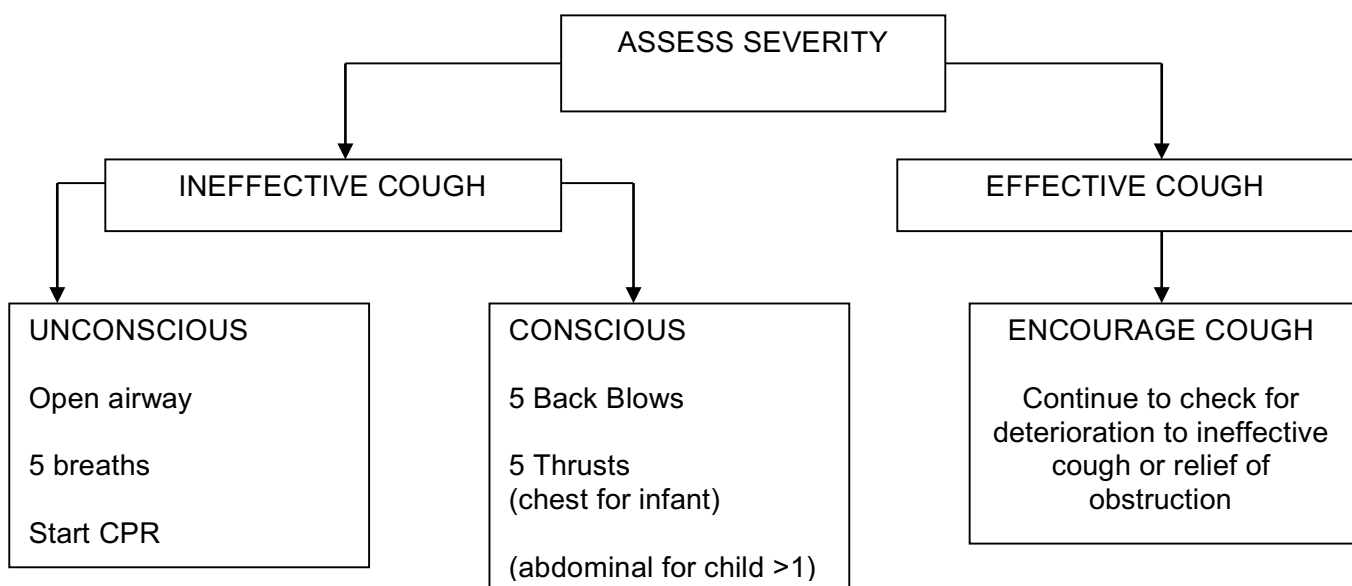 ASSESS SEVERITY
INEFFECTIVE COUGH
EFFECTIVE COUGH
UNCONSCIOUS
Open airway
5 breaths
Start CPR
CONSCIOUS
5 Back Blows
5 Thrusts
(chest for infant)
(abdominal for child >1)
ENCOURAGE COUGH
Continue to check for
deterioration to ineffective
cough or relief of
obstruction